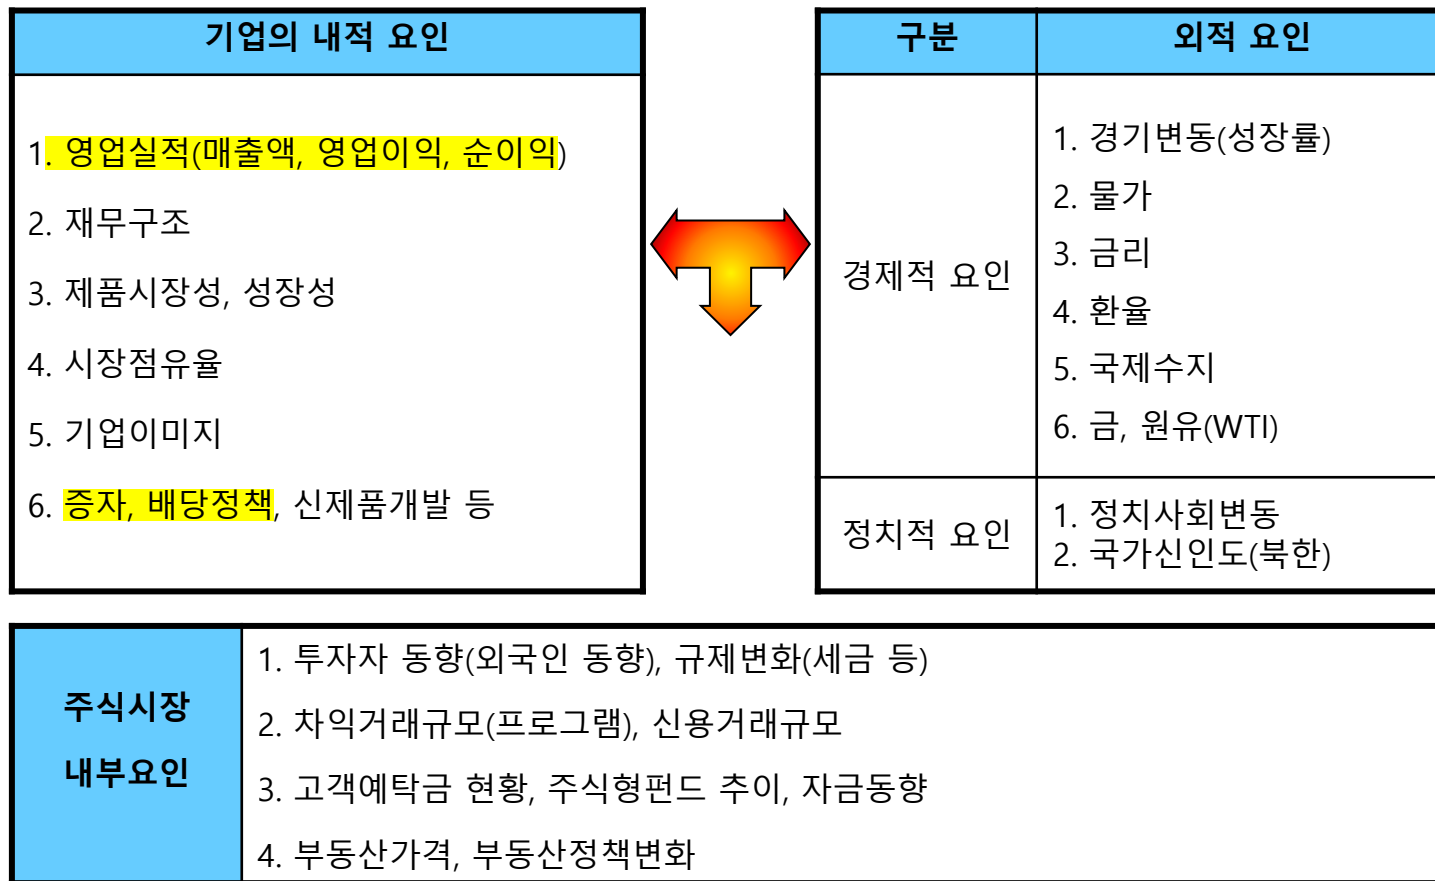 기업의 내적 요인
1. 영업실적(매출액, 영업이익, 순이익)
2. 재무구조
3. 제품시장성, 성장성
4. 시장점유율
5. 기업이미지
6. 증자, 배당정책, 신제품개발 등
구분 외적 요인
경제적 요인
1. 경기변동(성장률)
2. 물가
3. 금리
4. 환율
5. 국제수지
6. 금, 원유(WTI)
정치적 요인
1. 정치사회변동
2. 국가신인도(북한)
주식시장
내부요인
1. 투자자 동향(외국인 동향), 규제변화(세금 등)
2. 차익거래규모(프로그램), 신용거래규모
3. 고객예탁금 현황, 주식형펀드 추이, 자금동향
4. 부동산가격, 부동산정책변화